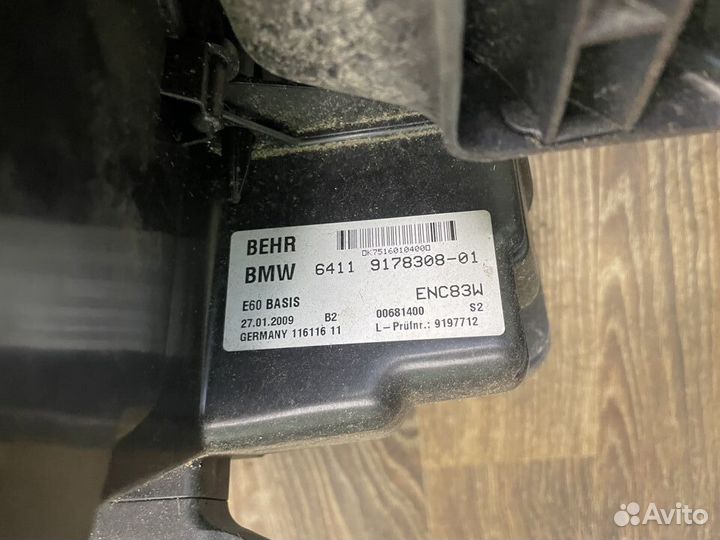 BEHR
DK7516010400D
BMW 6411 9178308-01
E60 BASIS ENC83W
27.01.2009 B2 00681400 S2
GERMANY 116116 11 L-Prüfnr.: 9197712
Avito